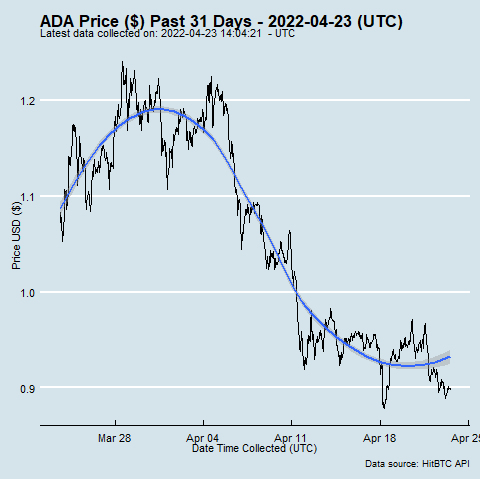 ADA Price ($) Past 31 Days - 2022-04-23 (UTC)
Latest data collected on: 2022-04-23 14:04:21 - UTC
Price USD ($)
1.2
1.1
1.0
0.9
Mar 28 Apr 04 Apr 11 Apr 18 Apr 25
Date Time Collected (UTC)
Data source: HitBTC API